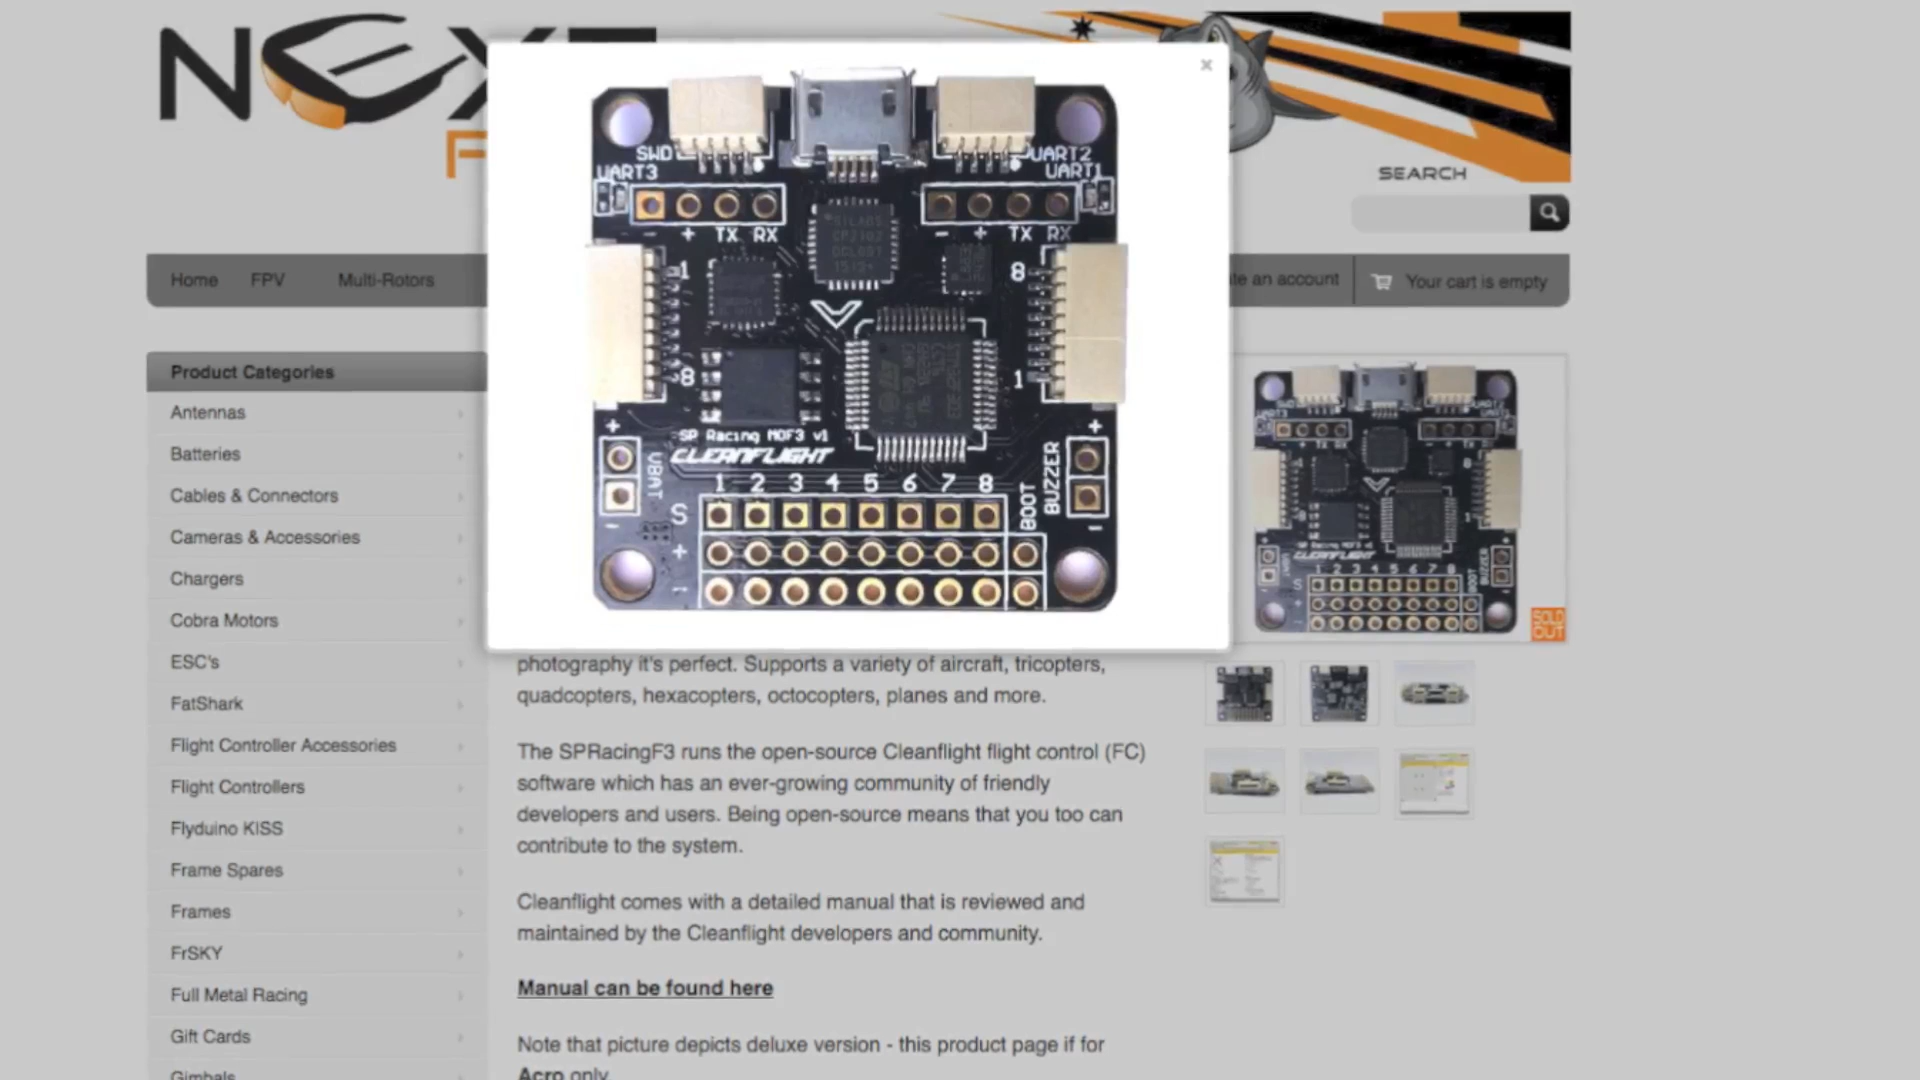 SEARCH
Home
FPV
Multi-Rotors
an account
Your cart is empty
Product Categories
Antennas
Batteries
Cables & Connectors
Cameras & Accessories
Chargers
Cobra Motors
ESC's
FatShark
Flight Controller Accessories
Flight Controllers
Flyduino KISS
Frame Spares
Frames
FrSKY
Full Metal Racing
Gift Cards
Gimbals
SWD
UART3
UART2
UART1
- + TX RX
- + TX RX
1
8
8
1
SP Racing MOF3 v1
CLEANFLIGHT
+
VBAT
-
+
BUZZER
-
1 2 3 4 5 6 7 8
BOOT
S
+
-
SOLD
OUT
photography it's perfect. Supports a variety of aircraft, tricopters,
quadcopters, hexacopters, octocopters, planes and more.
The SPRacingF3 runs the open-source Cleanflight flight control (FC)
software which has an ever-growing community of friendly
developers and users. Being open-source means that you too can
contribute to the system.
Cleanflight comes with a detailed manual that is reviewed and
maintained by the Cleanflight developers and community.
Manual can be found here
Note that picture depicts deluxe version - this product page if for
Acro only.